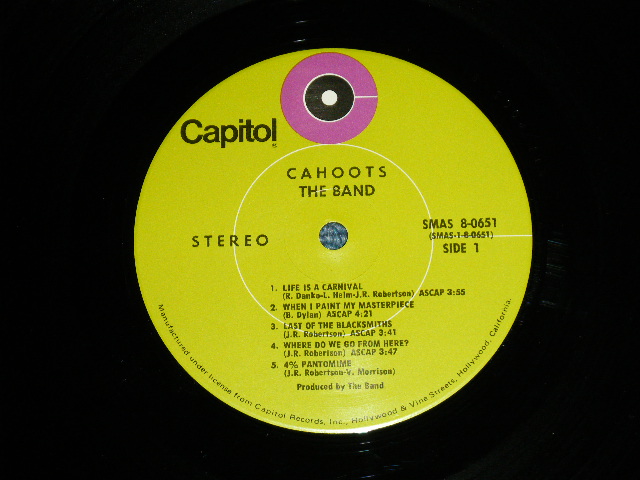 Capitol
®
CAHOOTS
THE BAND
STEREO
SMAS 8-0651
(SMAS-1-8-0651)
SIDE 1
1. LIFE IS A CARNIVAL
(R. Danko-L. Helm-J.R. Robertson) ASCAP 3:55
2. WHEN I PAINT MY MASTERPIECE
(B. Dylan) ASCAP 4:21
3. LAST OF THE BLACKSMITHS
(J.R. Robertson) ASCAP 3:41
4. WHERE DO WE GO FROM HERE?
(J.R. Robertson) ASCAP 3:47
5. 4% PANTOMIME
(J.R. Robertson-V. Morrison)
Produced by The Band
Manufactured under license from Capitol Records, Inc., Hollywood & Vine Streets, Hollywood, California.